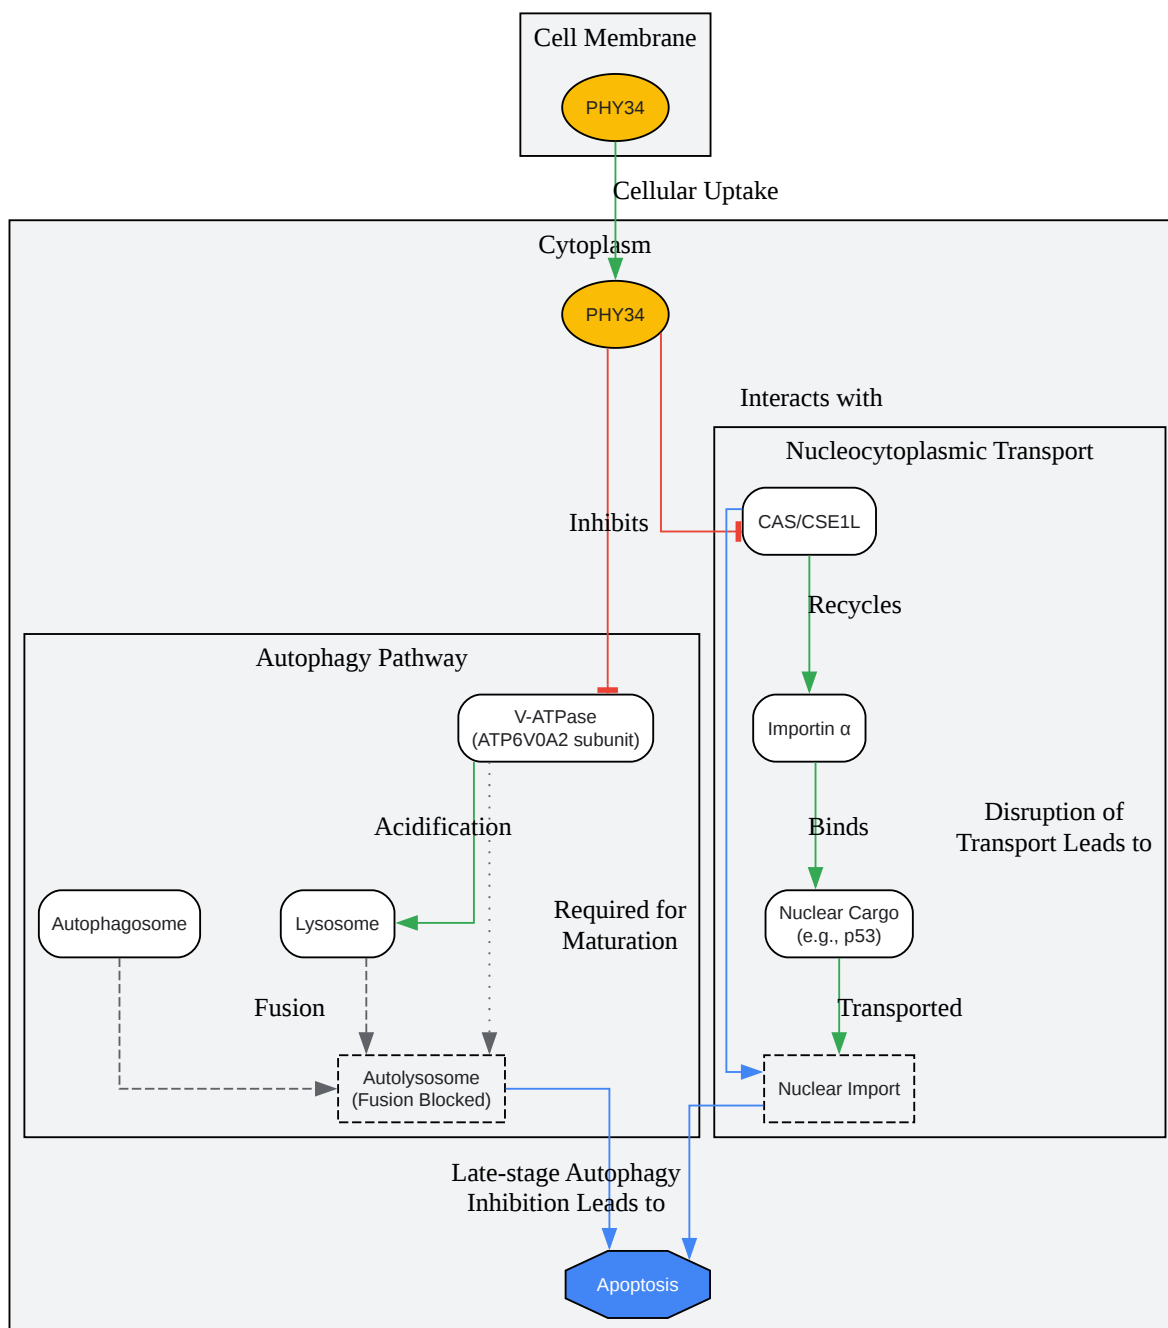 Cell Membrane
PHY34
Cellular Uptake
Cytoplasm
PHY34
Interacts with
Nucleocytoplasmic Transport
CAS/CSE1L
Inhibits
Recycles
Autophagy Pathway
V-ATPase
(ATP6V0A2 subunit)
Importin α
Acidification
Binds
Disruption of
Transport Leads to
Autophagosome
Lysosome
Required for
Maturation
Nuclear Cargo
(e.g., p53)
Fusion
Transported
Autolysosome
(Fusion Blocked)
Nuclear Import
Late-stage Autophagy
Inhibition Leads to
Apoptosis